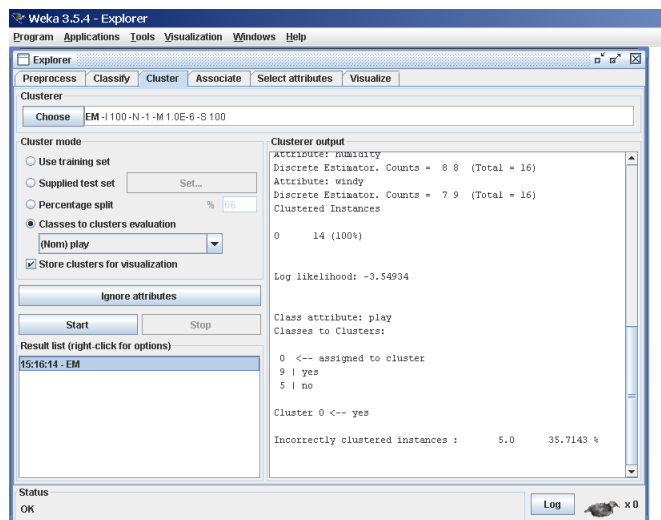 Weka 3.5.4 - Explorer
Program Applications Tools Visualization Windows Help
Explorer
Preprocess Classify Cluster Associate Select attributes Visualize
Clusterer
Choose EM -I 100 -N -1 -M 1.0E-6 -S 100
Cluster mode
Use training set
Supplied test set Set...
Percentage split % 66
Classes to clusters evaluation
(Nom) play
Store clusters for visualization
Ignore attributes
Start Stop
Result list (right-click for options)
15:16:14 - EM
Clusterer output
Attribute: humidity
Discrete Estimator. Counts = 8 8 (Total = 16)
Attribute: windy
Discrete Estimator. Counts = 7 9 (Total = 16)
Clustered Instances
0 14 (100%)
Log likelihood: -3.54934
Class attribute: play
Classes to Clusters:
0 <-- assigned to cluster
9 | yes
5 | no
Cluster 0 <-- yes
Incorrectly clustered instances : 5.0 35.7143 %
Status
OK
Log x 0